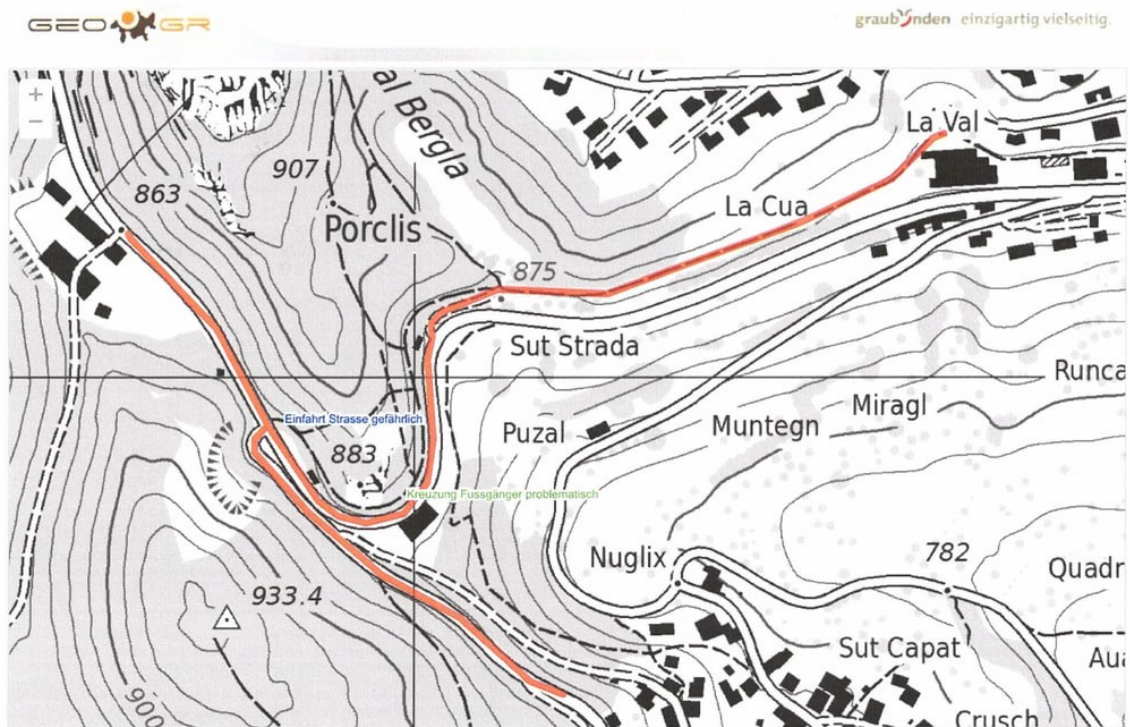 GEO GR
graubünden einzigartig vielseitig.
+
al Bergla
La Val
907
863
La Cua
Porclis
875
Sut Strada
Runca
Miragl
Einfahrt Strasse gefährlich
Muntegn
Puzal
883
Kreuzung Fussgänger problematisch
782
Nuglix
Quadr
933.4
Sut Capat
Aua
900
Crusch